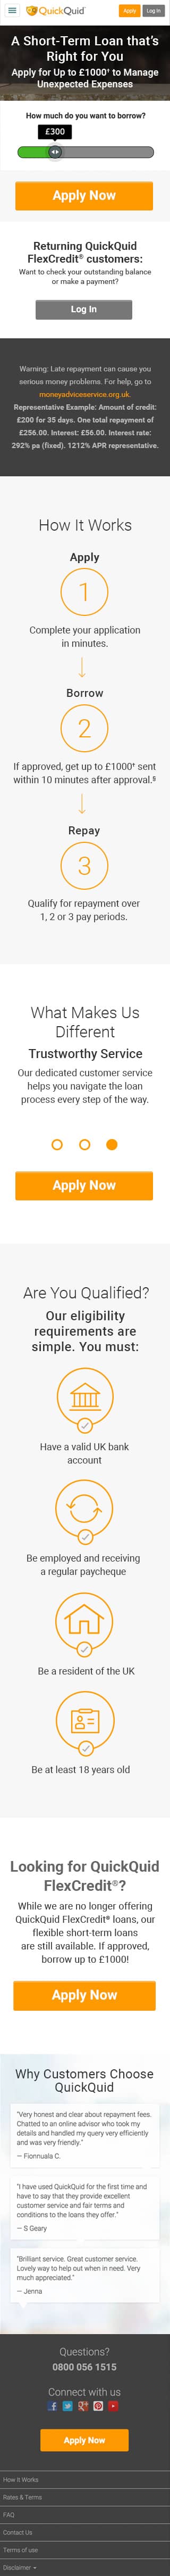 QuickQuid
Apply
Log In
A Short-Term Loan that's
Right for You
Apply for Up to £1000† to Manage
Unexpected Expenses
How much do you want to borrow?
£300
Apply Now
Returning QuickQuid
FlexCredit® customers:
Want to check your outstanding balance
or make a payment?
Log In
Warning: Late repayment can cause you
serious money problems. For help, go to
moneyadviceservice.org.uk.
Representative Example: Amount of credit:
£200 for 35 days. One total repayment of
£256.00. Interest: £56.00. Interest rate:
292% pa (fixed). 1212% APR representative.
How It Works
Apply
1
Complete your application
in minutes.
Borrow
2
If approved, get up to £1000† sent
within 10 minutes after approval.§
Repay
3
Qualify for repayment over
1, 2 or 3 pay periods.
What Makes Us
Different
Trustworthy Service
Our dedicated customer service
helps you navigate the loan
process every step of the way.
Apply Now
Are You Qualified?
Our eligibility
requirements are
simple. You must:
Have a valid UK bank
account
Be employed and receiving
a regular paycheque
Be a resident of the UK
Be at least 18 years old
Looking for QuickQuid
FlexCredit®?
While we are no longer offering
QuickQuid FlexCredit® loans, our
flexible short-term loans
are still available. If approved,
borrow up to £1000!
Apply Now
Why Customers Choose
QuickQuid
"Very honest and clear about repayment fees.
Chatted to an online advisor who took my
details and handled my query very efficiently
and was very friendly."
— Fionnuala C.
"I have used QuickQuid for the first time and
have to say that they provide excellent
customer service and fair terms and
conditions to the loans they offer."
— S Geary
"Brilliant service. Great customer service.
Lovely way to help out when in need. Very
much appreciated."
— Jenna
Questions?
0800 056 1515
Connect with us
Apply Now
How It Works
Rates & Terms
FAQ
Contact Us
Terms of use
Disclaimer